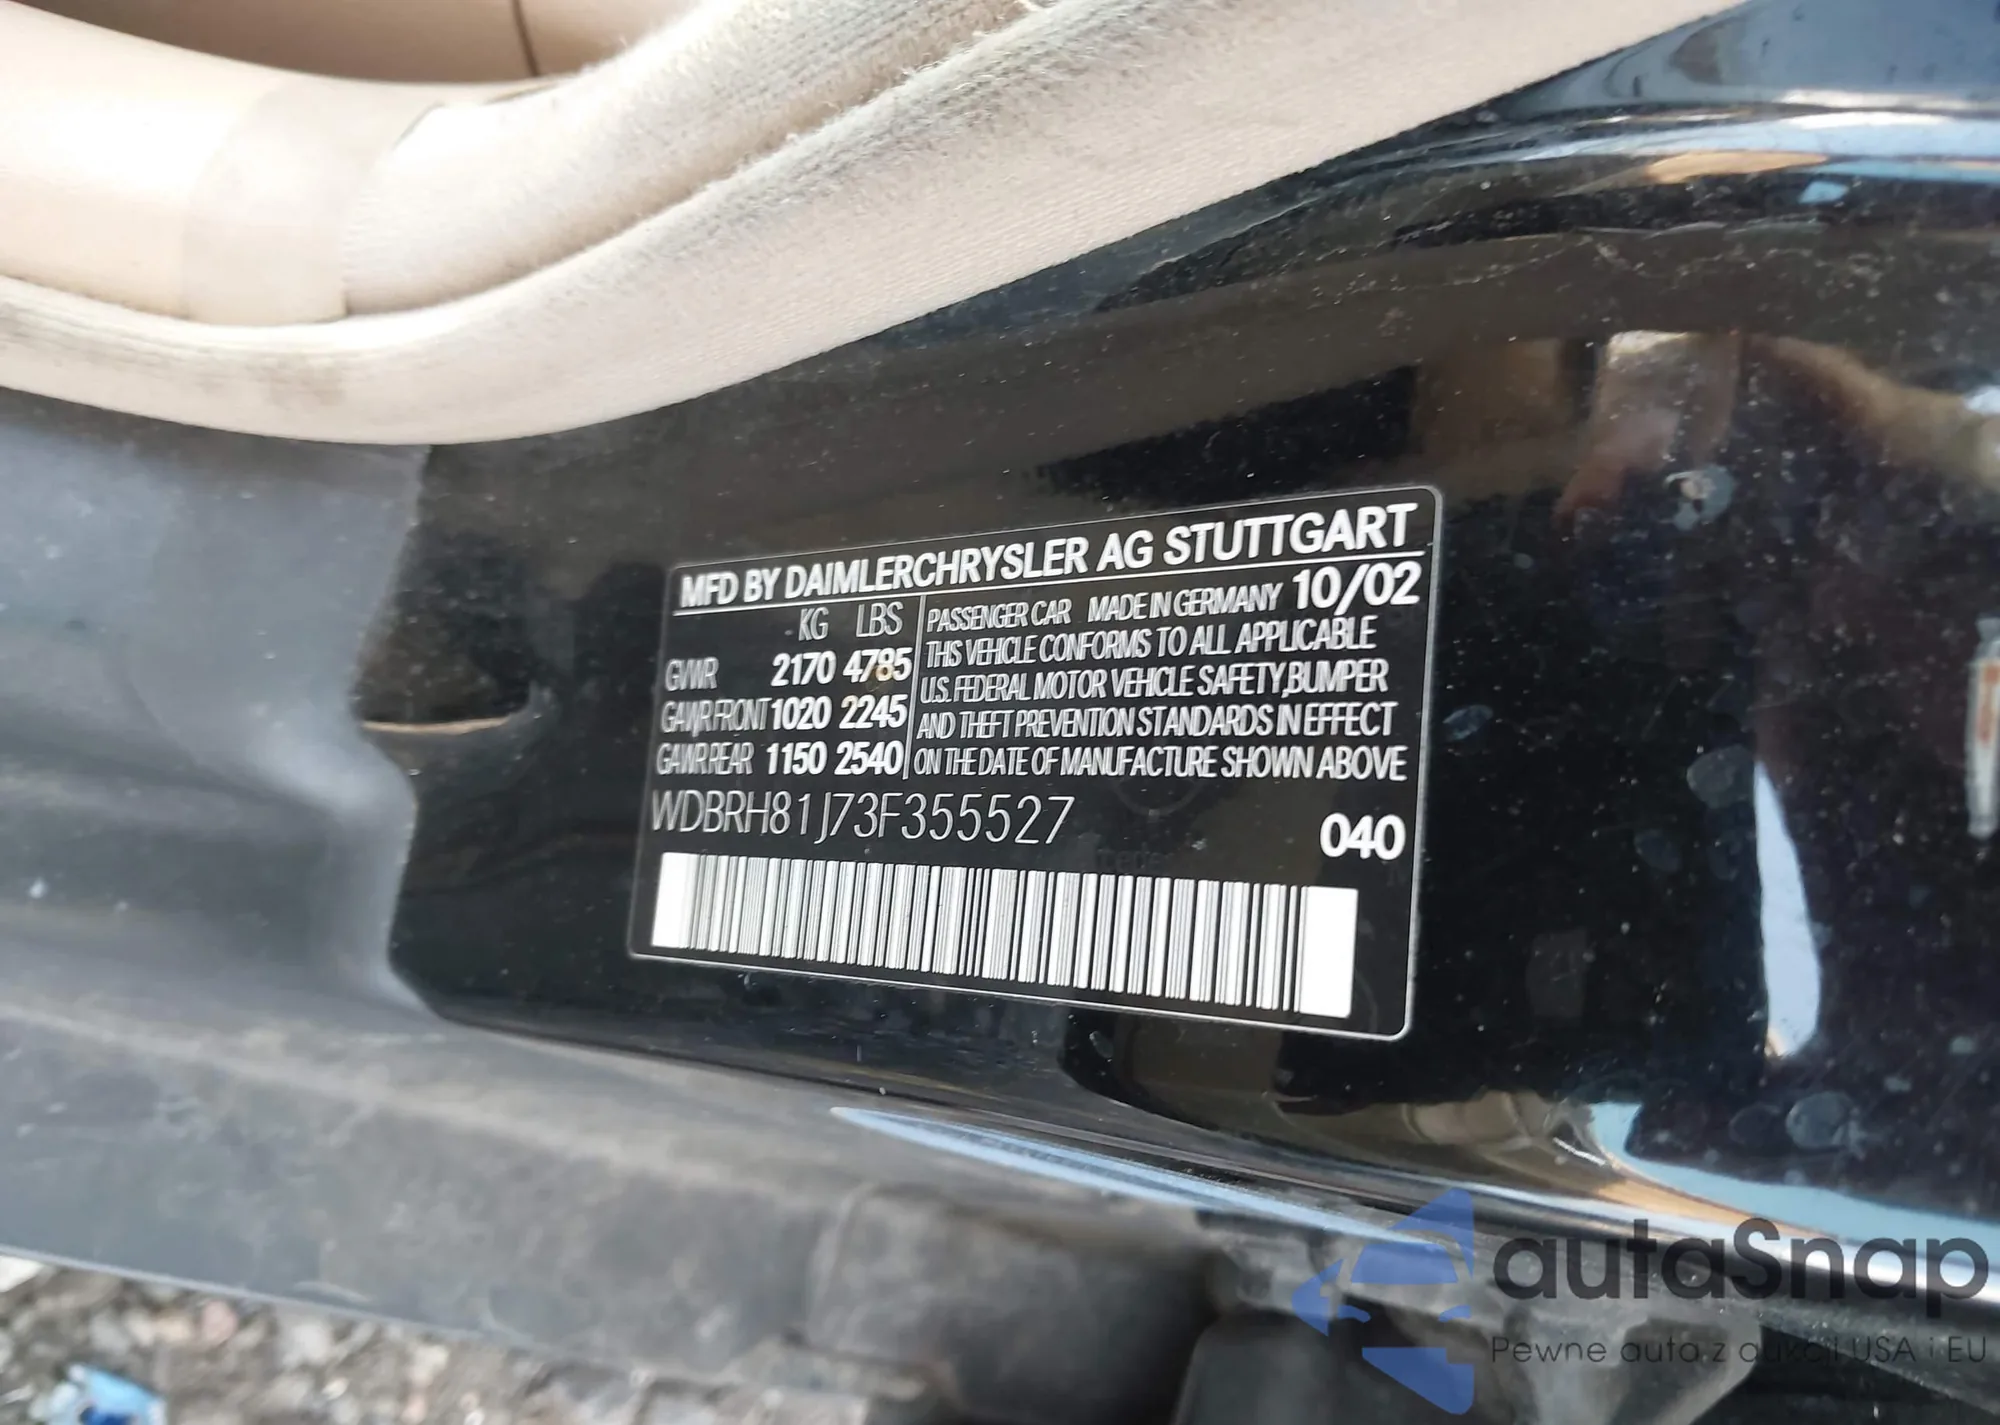 MFD BY DAIMLERCHRYSLER AG STUTTGART
KG LBS
GVWR 2170 4785
GAWR FRONT 1020 2245
GAWR REAR 1150 2540
PASSENGER CAR MADE IN GERMANY 10/02
THIS VEHICLE CONFORMS TO ALL APPLICABLE
U.S. FEDERAL MOTOR VEHICLE SAFETY, BUMPER
AND THEFT PREVENTION STANDARDS IN EFFECT
ON THE DATE OF MANUFACTURE SHOWN ABOVE
WDBRH81J73F355527
040
autaSnap
Pewne auta z aukcji USA i EU